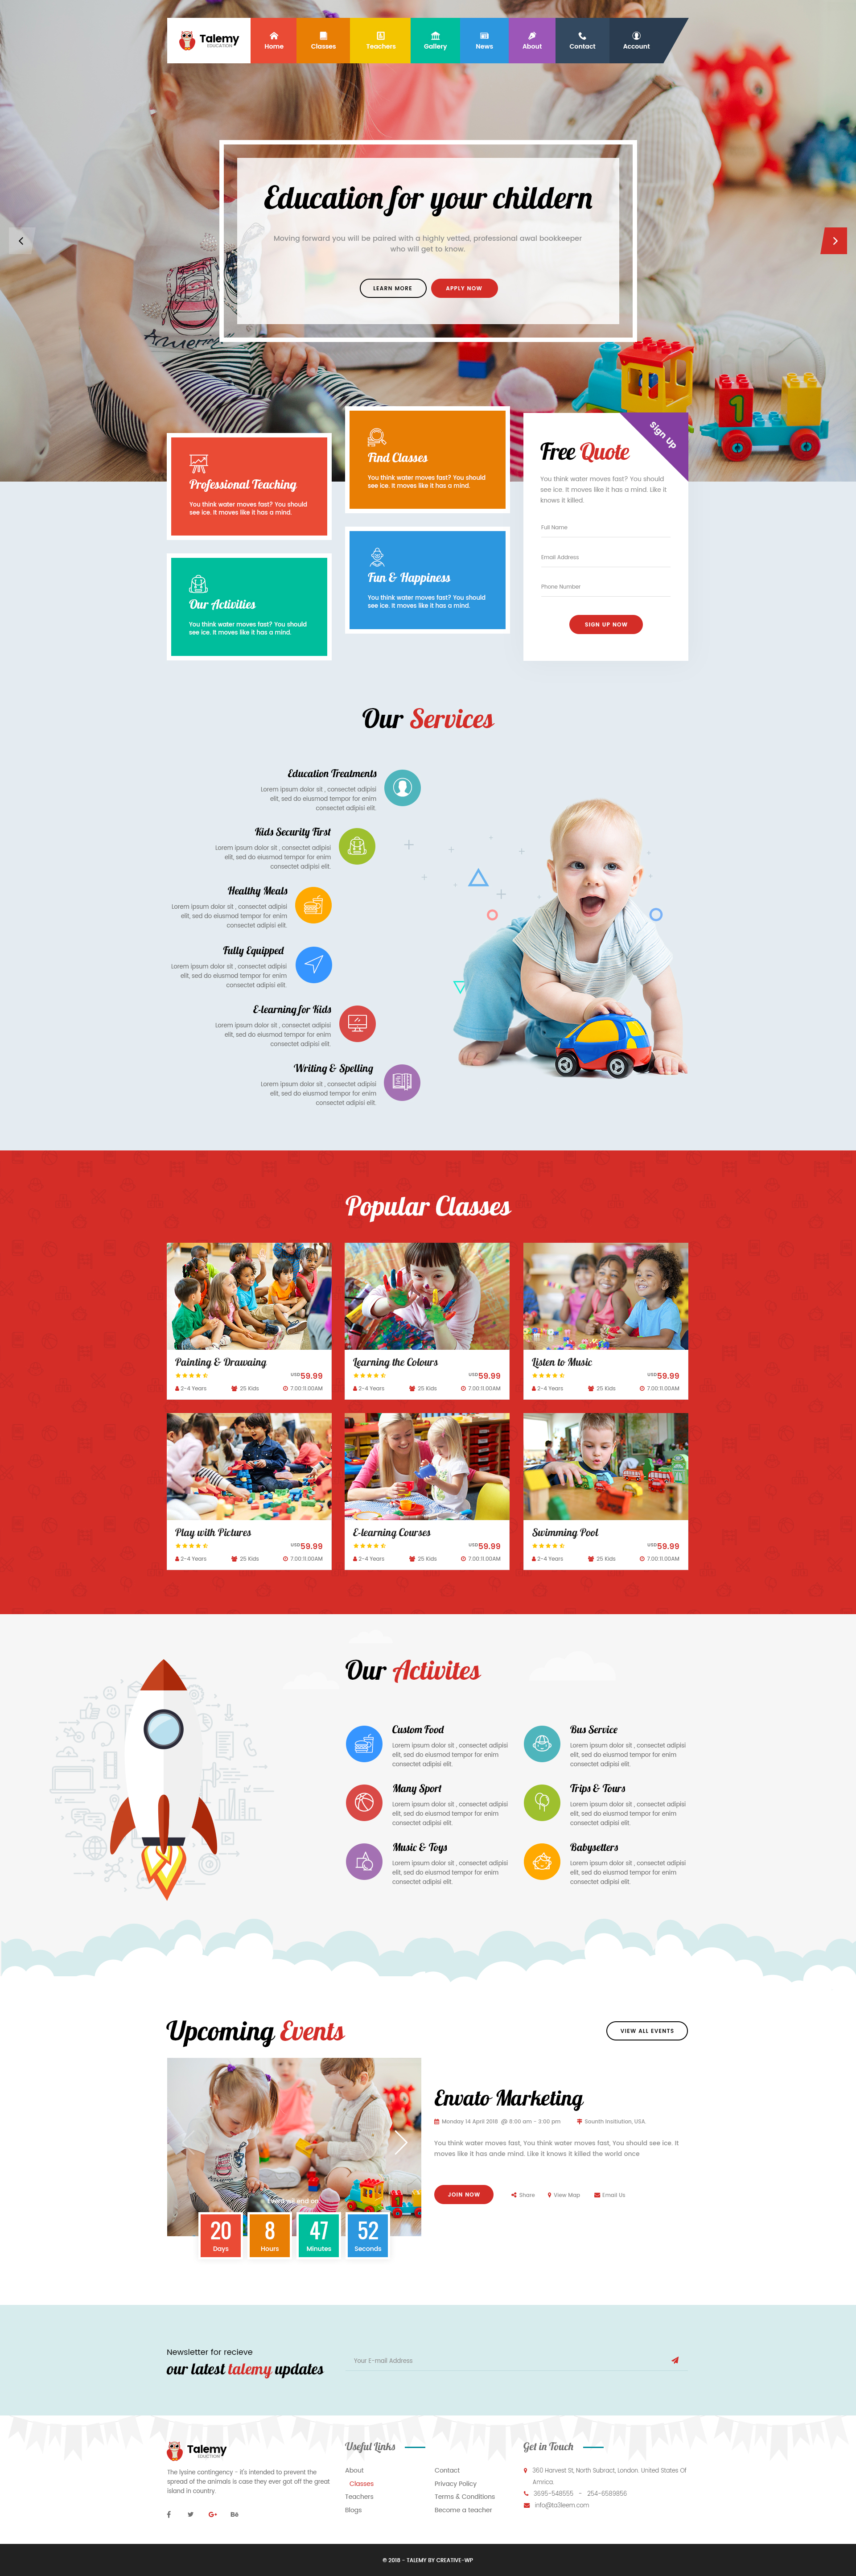 Talemy
EDUCATION
Home
Classes
Teachers
Gallery
News
About
Contact
Account
Education for your childern
Moving forward you will be paired with a highly vetted, professional awal bookkeeper
who will get to know.
LEARN MORE
APPLY NOW
Professional Teaching
You think water moves fast? You should
see ice. It moves like it has a mind.
Find Classes
You think water moves fast? You should
see ice. It moves like it has a mind.
Our Activities
You think water moves fast? You should
see ice. It moves like it has a mind.
Fun & Happiness
You think water moves fast? You should
see ice. It moves like it has a mind.
Sign Up
Free Quote
You think water moves fast? You should
see ice. It moves like it has a mind. Like it
knows it killed.
Full Name
Email Address
Phone Number
SIGN UP NOW
Our Services
Education Treatments
Lorem ipsum dolor sit , consectet adipisi
elit, sed do eiusmod tempor for enim
consectet adipisi elit.
Kids Security First
Lorem ipsum dolor sit , consectet adipisi
elit, sed do eiusmod tempor for enim
consectet adipisi elit.
Healthy Meals
Lorem ipsum dolor sit , consectet adipisi
elit, sed do eiusmod tempor for enim
consectet adipisi elit.
Fully Equipped
Lorem ipsum dolor sit , consectet adipisi
elit, sed do eiusmod tempor for enim
consectet adipisi elit.
E-learning for Kids
Lorem ipsum dolor sit , consectet adipisi
elit, sed do eiusmod tempor for enim
consectet adipisi elit.
Writing & Spelling
Lorem ipsum dolor sit , consectet adipisi
elit, sed do eiusmod tempor for enim
consectet adipisi elit.
Popular Classes
Painting & Drawaing
USD59.99
2-4 Years
25 Kids
7.00:11.00AM
Learning the Colours
USD59.99
2-4 Years
25 Kids
7.00:11.00AM
Listen to Music
USD59.99
2-4 Years
25 Kids
7.00:11.00AM
Play with Pictures
USD59.99
2-4 Years
25 Kids
7.00:11.00AM
E-learning Courses
USD59.99
2-4 Years
25 Kids
7.00:11.00AM
Swimming Pool
USD59.99
2-4 Years
25 Kids
7.00:11.00AM
Our Activites
Custom Food
Lorem ipsum dolor sit , consectet adipisi
elit, sed do eiusmod tempor for enim
consectet adipisi elit.
Bus Service
Lorem ipsum dolor sit , consectet adipisi
elit, sed do eiusmod tempor for enim
consectet adipisi elit.
Many Sport
Lorem ipsum dolor sit , consectet adipisi
elit, sed do eiusmod tempor for enim
consectet adipisi elit.
Trips & Tours
Lorem ipsum dolor sit , consectet adipisi
elit, sed do eiusmod tempor for enim
consectet adipisi elit.
Music & Toys
Lorem ipsum dolor sit , consectet adipisi
elit, sed do eiusmod tempor for enim
consectet adipisi elit.
Babysetters
Lorem ipsum dolor sit , consectet adipisi
elit, sed do eiusmod tempor for enim
consectet adipisi elit.
Upcoming Events
VIEW ALL EVENTS
Event will end on
20
Days
8
Hours
47
Minutes
52
Seconds
Envato Marketing
Monday 14 April 2018 @ 8:00 am - 3:00 pm
Sounth Insitiution, USA.
You think water moves fast, You think water moves fast, You should see ice. It
moves like it has ande mind. Like it knows it killed the world once
JOIN NOW
Share
View Map
Email Us
Newsletter for recieve
our latest talemy updates
Your E-mail Address
Talemy
EDUCTION
The lysine contingency - it's intended to prevent the
spread of the animals is case they ever got off the great
island in country.
Useful Links
About
Classes
Teachers
Blogs
Contact
Privacy Policy
Terms & Conditions
Become a teacher
Get in Touch
360 Harvest St, North Subract, London. United States Of
Amrica.
3695-548555 - 254-6589856
info@ta3leem.com
© 2018 - TALEMY BY CREATIVE-WP